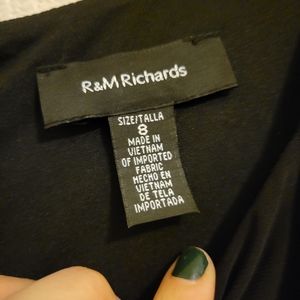 R&M Richards
SIZE/TALLA
8
MADE IN
VIETNAM
OF IMPORTED
FABRIC
HECHO EN
VIETNAM
DE TELA
IMPORTADA